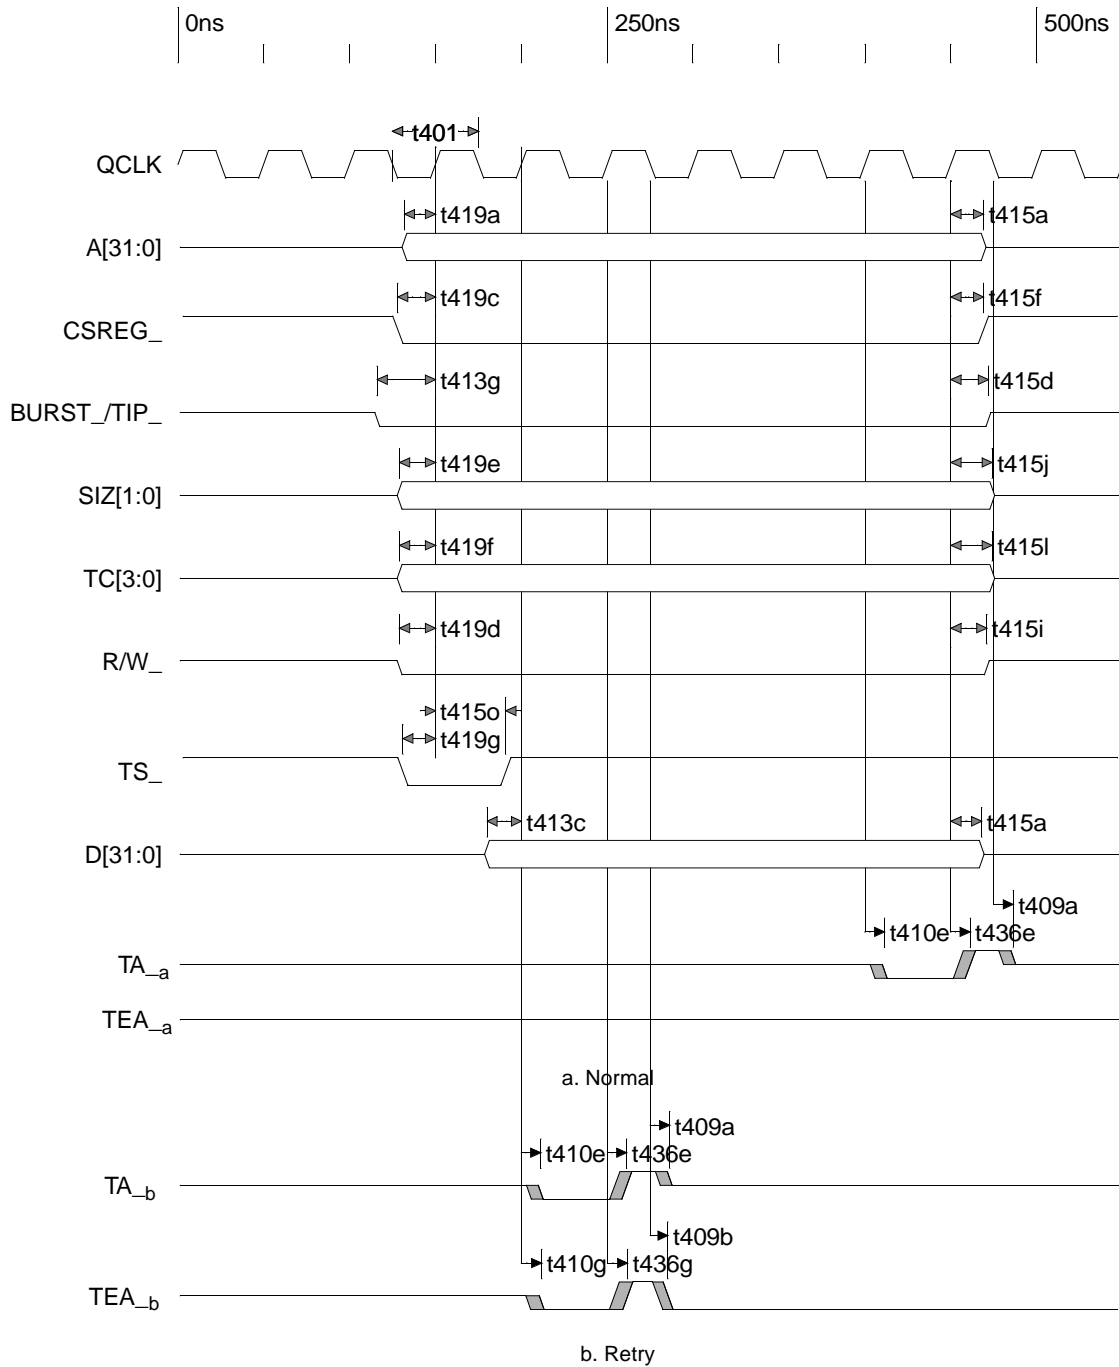 0ns 250ns 500ns
t401
QCLK
t419a t415a
A[31:0]
t419c t415f
CSREG_
t413g t415d
BURST_/TIP_
t419e t415j
SIZ[1:0]
t419f t415l
TC[3:0]
t419d t415i
R/W_
t415o
t419g
TS_
t413c t415a
D[31:0]
t409a
t410e t436e
TA_a
TEA_a
a. Normal
t409a
t410e t436e
TA_b
t409b
t410g t436g
TEA_b
b. Retry